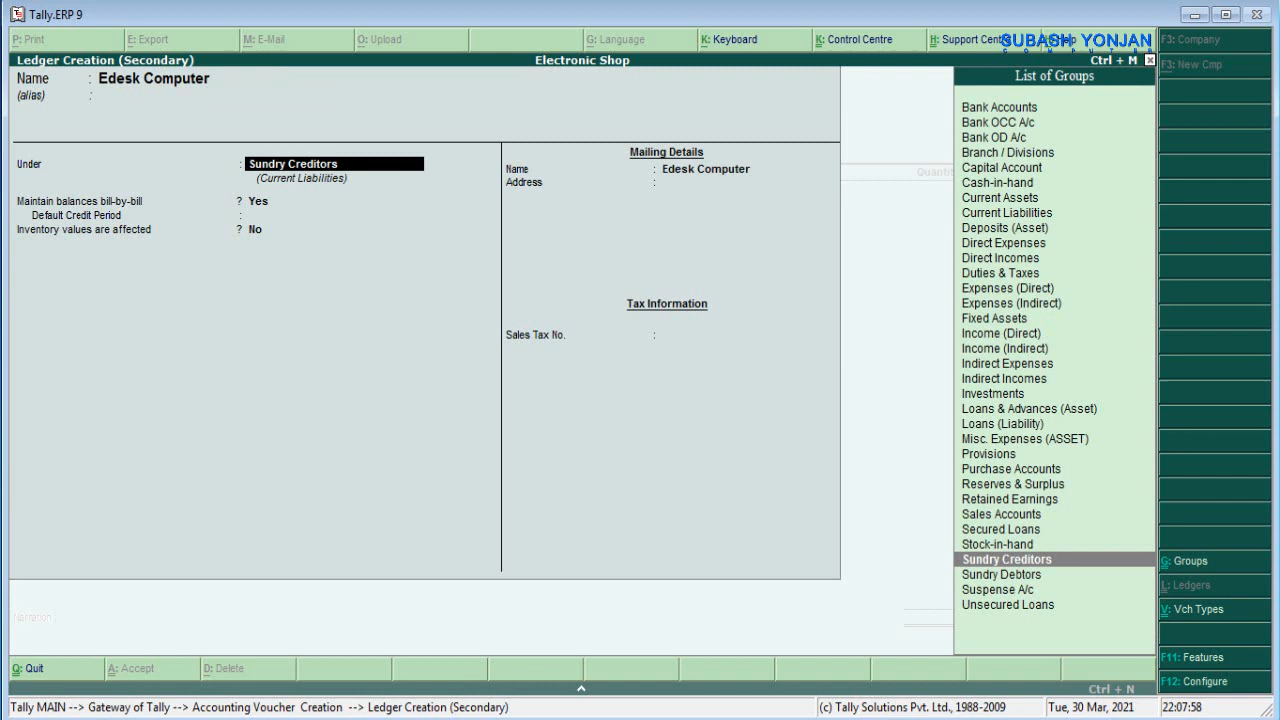 Tally.ERP 9
P: Print E: Export M: E-Mail O: Upload G: Language K: Keyboard K: Control Centre H: Support Centre
SUBASH YONJAN
COMPUTER
F3: Company
Ledger Creation (Secondary) Electronic Shop Ctrl + M
F3: New Cmp
Name : Edesk Computer
(alias) :
Under : Sundry Creditors
(Current Liabilities)
Maintain balances bill-by-bill ? Yes
Default Credit Period :
Inventory values are affected ? No
Mailing Details
Name : Edesk Computer
Address :
Tax Information
Sales Tax No. :
Quantit
Narration:
List of Groups
Bank Accounts
Bank OCC A/c
Bank OD A/c
Branch / Divisions
Capital Account
Cash-in-hand
Current Assets
Current Liabilities
Deposits (Asset)
Direct Expenses
Direct Incomes
Duties & Taxes
Expenses (Direct)
Expenses (Indirect)
Fixed Assets
Income (Direct)
Income (Indirect)
Indirect Expenses
Indirect Incomes
Investments
Loans & Advances (Asset)
Loans (Liability)
Misc. Expenses (ASSET)
Provisions
Purchase Accounts
Reserves & Surplus
Retained Earnings
Sales Accounts
Secured Loans
Stock-in-hand
Sundry Creditors
Sundry Debtors
Suspense A/c
Unsecured Loans
G: Groups
L: Ledgers
V: Vch Types
F11: Features
F12: Configure
Q: Quit A: Accept D: Delete
Ctrl + N
Tally MAIN --> Gateway of Tally --> Accounting Voucher Creation --> Ledger Creation (Secondary) (c) Tally Solutions Pvt. Ltd., 1988-2009 Tue, 30 Mar, 2021 22:07:58